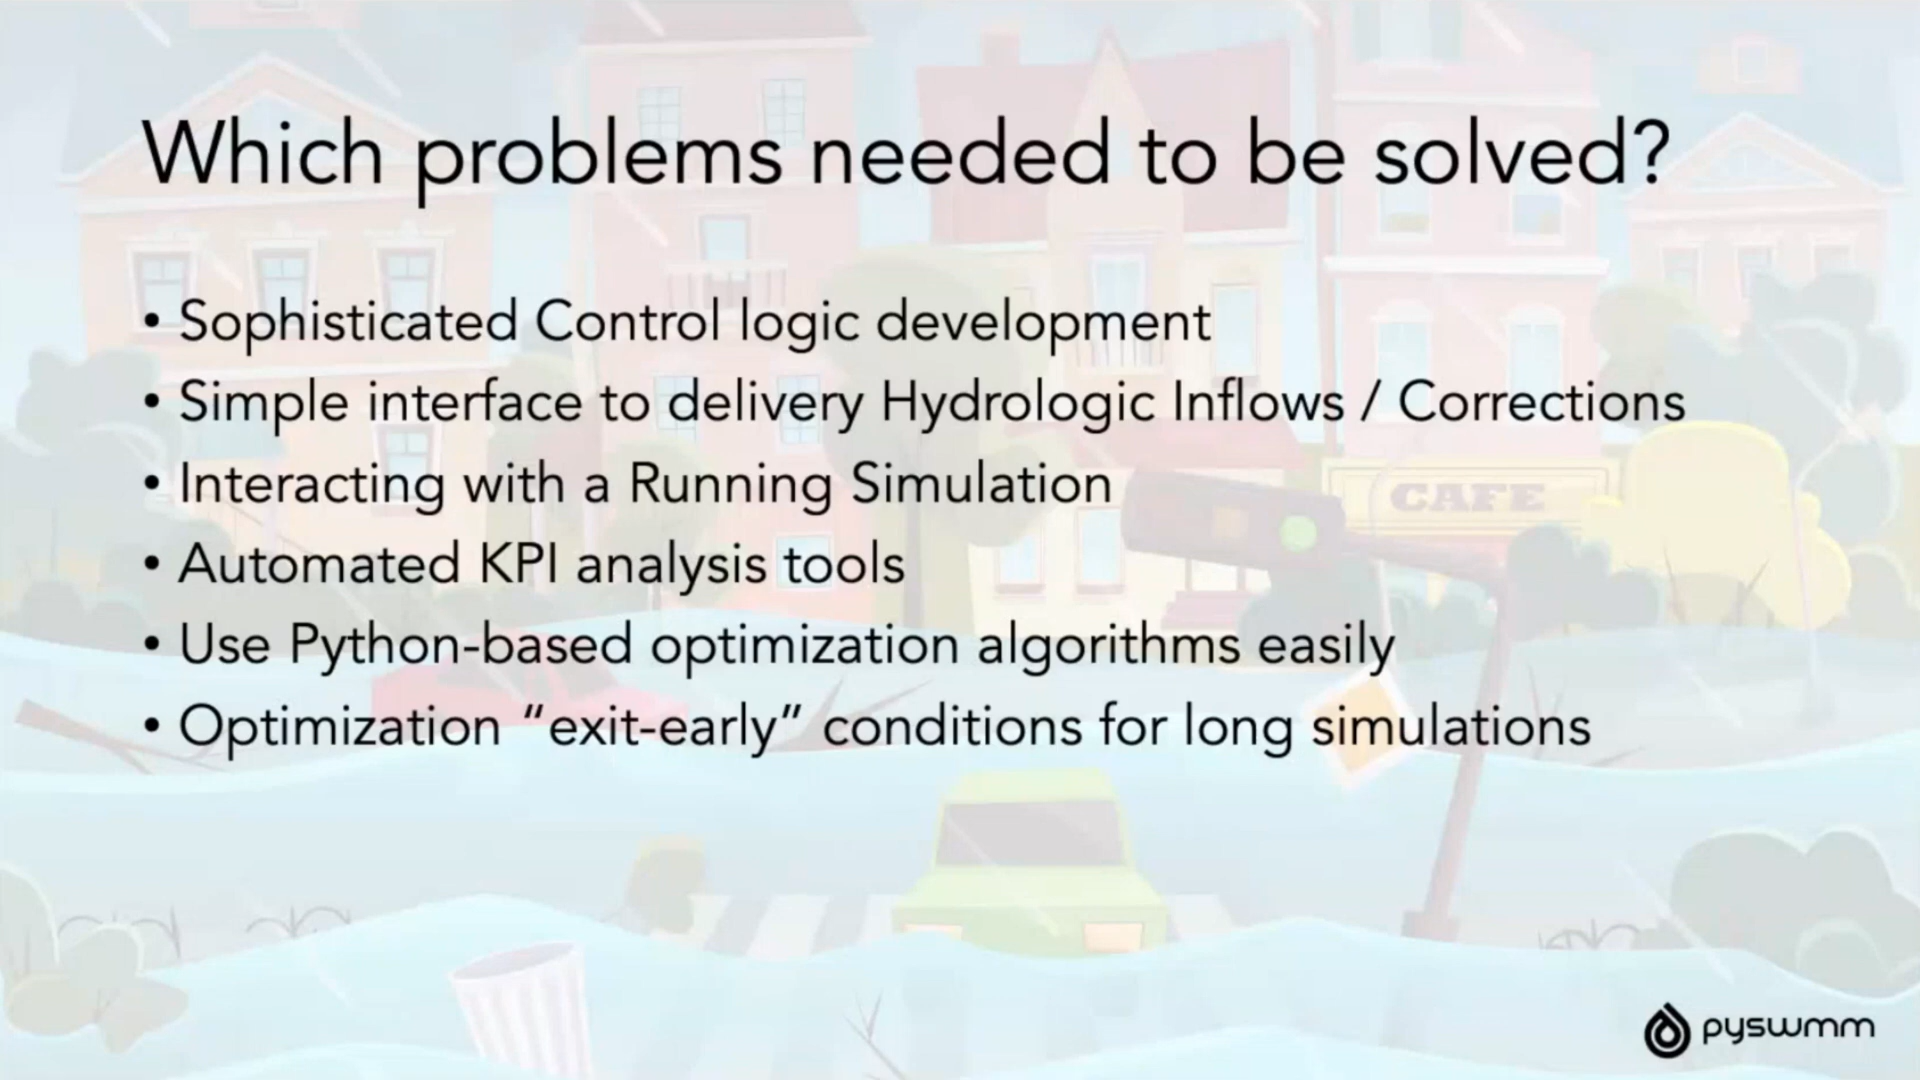 Which problems needed to be solved?
• Sophisticated Control logic development
• Simple interface to delivery Hydrologic Inflows / Corrections
• Interacting with a Running Simulation
CAFE
• Automated KPI analysis tools
• Use Python-based optimization algorithms easily
• Optimization “exit-early” conditions for long simulations
pyswmm